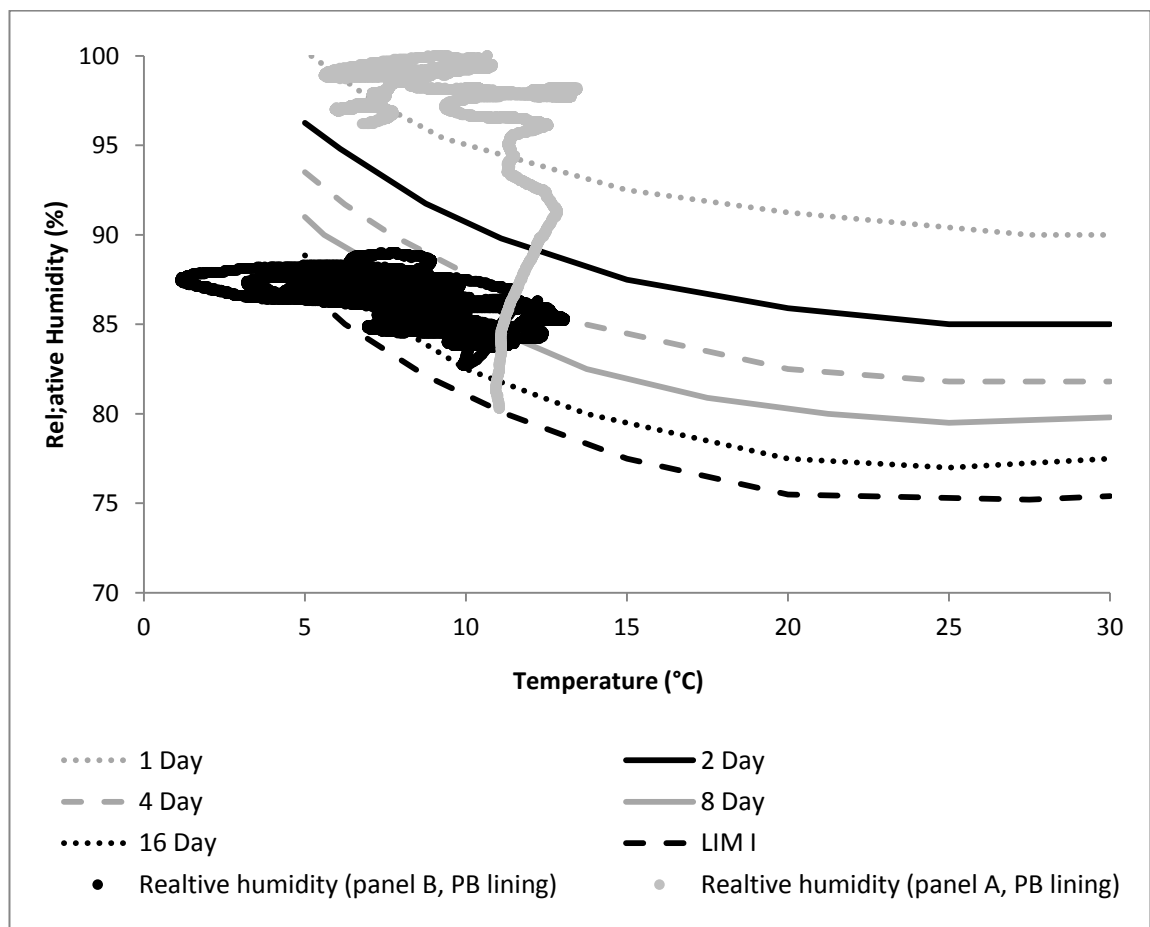 100
95
90
85
80
75
70
Rel;ative Humidity (%)
0 5 10 15 20 25 30
Temperature (°C)
1 Day 2 Day
4 Day 8 Day
16 Day LIM I
Realtive humidity (panel B, PB lining) Realtive humidity (panel A, PB lining)